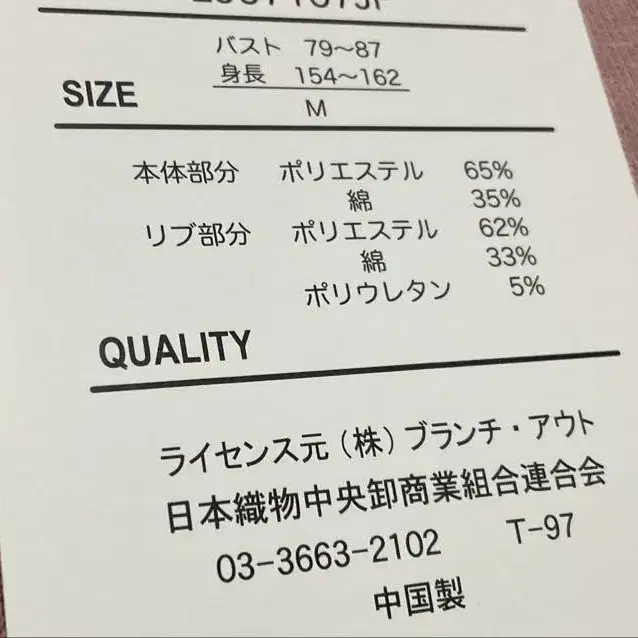 バスト 79～87
身長 154～162
SIZE
M
本体部分 ポリエステル 65%
綿 35%
リブ部分 ポリエステル 62%
綿 33%
ポリウレタン 5%
QUALITY
ライセンス元（株）ブランチ・アウト
日本織物中央卸商業組合連合会
03-3663-2102 T-97
中国製